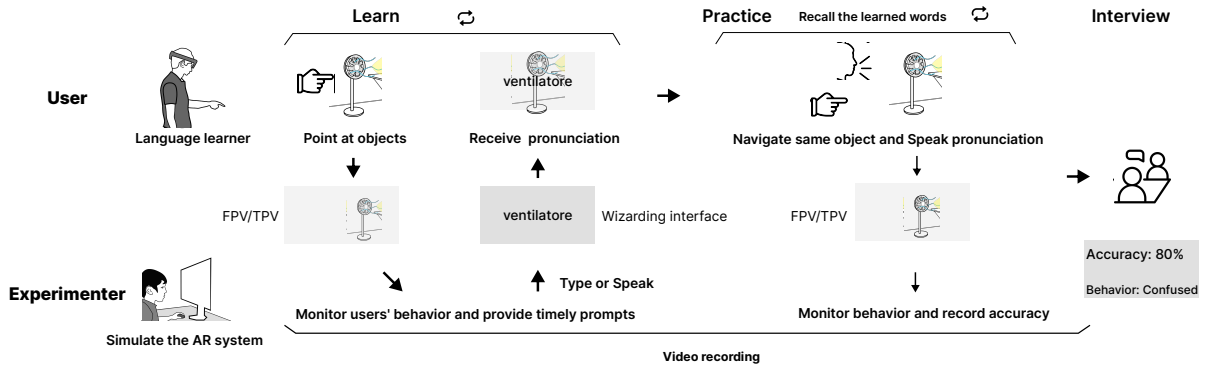 Learn
Practice
Recall the learned words
Interview
User
ventilatore
Language learner
Point at objects
Receive pronunciation
Navigate same object and Speak pronunciation
FPV/TPV
ventilatore
Wizarding interface
FPV/TPV
Accuracy: 80%
Behavior: Confused
Experimenter
Type or Speak
Monitor users' behavior and provide timely prompts
Monitor behavior and record accuracy
Simulate the AR system
Video recording